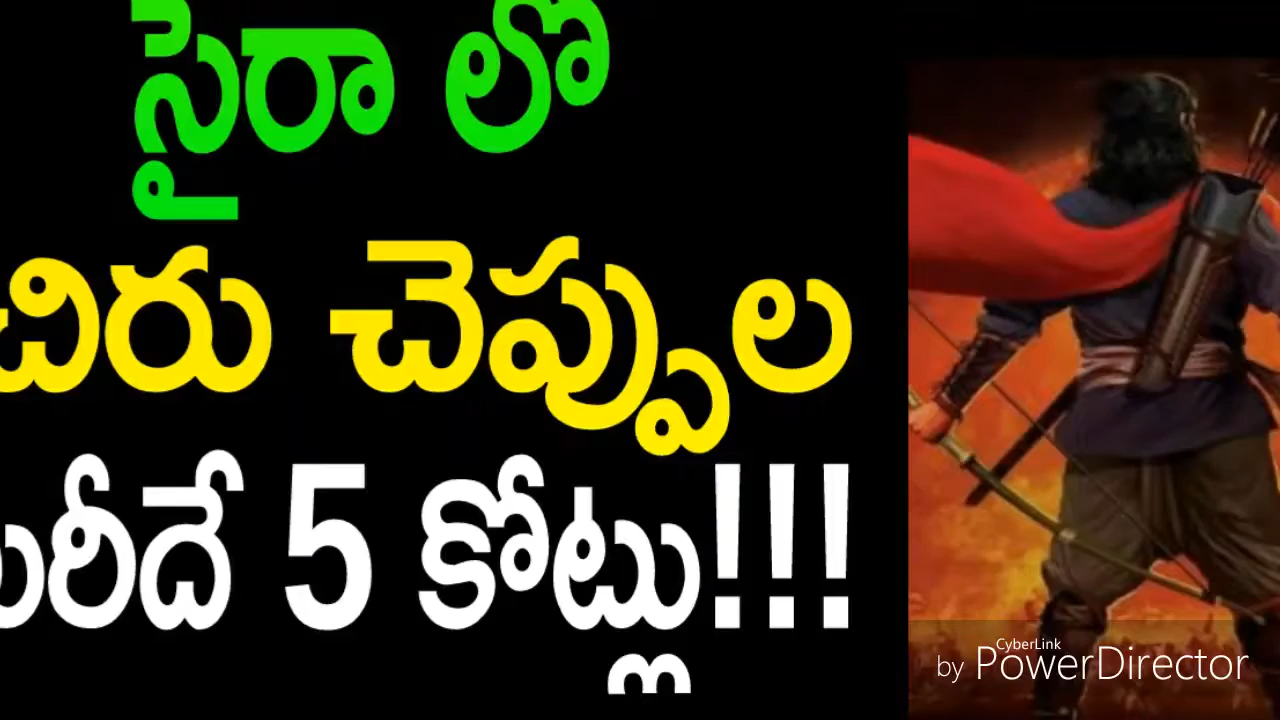 సైరా లో
చిరు చెప్పుల
5 కోట్లు!!!
CyberLink
by PowerDirector